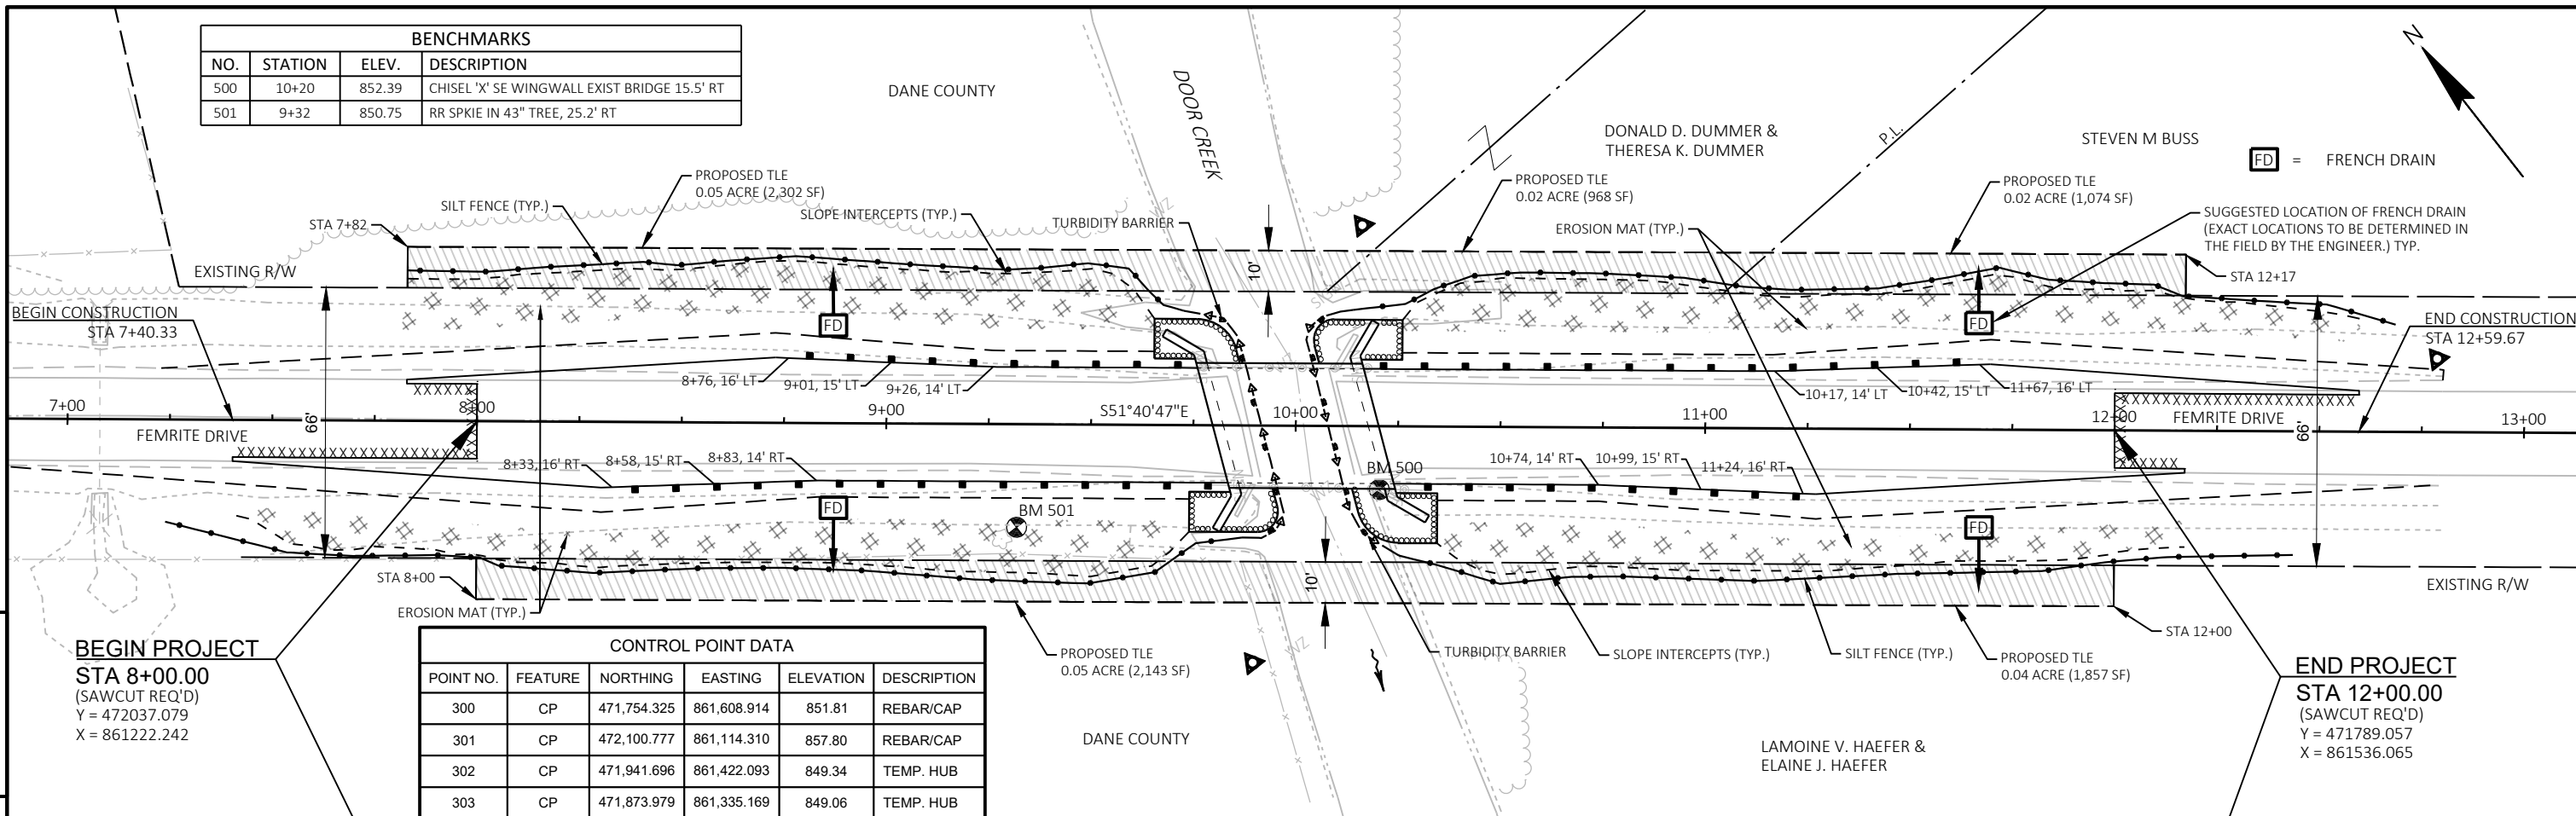 BENCHMARKS
NO. STATION ELEV. DESCRIPTION
500 10+20 852.39 CHISEL 'X' SE WINGWALL EXIST BRIDGE 15.5' RT
501 9+32 850.75 RR SPKIE IN 43" TREE, 25.2' RT
DANE COUNTY
DOOR CREEK
DONALD D. DUMMER &
THERESA K. DUMMER
P.L.
STEVEN M BUSS
N
FD = FRENCH DRAIN
PROPOSED TLE
0.05 ACRE (2,302 SF)
SILT FENCE (TYP.)
SLOPE INTERCEPTS (TYP.)
TURBIDITY BARRIER
STA 7+82
PROPOSED TLE
0.02 ACRE (968 SF)
EROSION MAT (TYP.)
PROPOSED TLE
0.02 ACRE (1,074 SF)
SUGGESTED LOCATION OF FRENCH DRAIN
(EXACT LOCATIONS TO BE DETERMINED IN
THE FIELD BY THE ENGINEER.) TYP.
EXISTING R/W
10'
STA 12+17
BEGIN CONSTRUCTION
STA 7+40.33
FD
FD
END CONSTRUCTION
STA 12+59.67
8+76, 16' LT
9+01, 15' LT
9+26, 14' LT
10+17, 14' LT
10+42, 15' LT
11+67, 16' LT
7+00
8+00
9+00
S51°40'47"E
10+00
11+00
12+00
13+00
66'
FEMRITE DRIVE
FEMRITE DRIVE
66'
8+33, 16' RT
8+58, 15' RT
8+83, 14' RT
BM 500
10+74, 14' RT
10+99, 15' RT
11+24, 16' RT
FD
BM 501
FD
STA 8+00
10'
EXISTING R/W
EROSION MAT (TYP.)
STA 12+00
BEGIN PROJECT
STA 8+00.00
(SAWCUT REQ'D)
Y = 472037.079
X = 861222.242
CONTROL POINT DATA
POINT NO. FEATURE NORTHING EASTING ELEVATION DESCRIPTION
300 CP 471,754.325 861,608.914 851.81 REBAR/CAP
301 CP 472,100.777 861,114.310 857.80 REBAR/CAP
302 CP 471,941.696 861,422.093 849.34 TEMP. HUB
303 CP 471,873.979 861,335.169 849.06 TEMP. HUB
PROPOSED TLE
0.05 ACRE (2,143 SF)
DANE COUNTY
TURBIDITY BARRIER
SLOPE INTERCEPTS (TYP.)
SILT FENCE (TYP.)
PROPOSED TLE
0.04 ACRE (1,857 SF)
LAMOINE V. HAEFER &
ELAINE J. HAEFER
END PROJECT
STA 12+00.00
(SAWCUT REQ'D)
Y = 471789.057
X = 861536.065